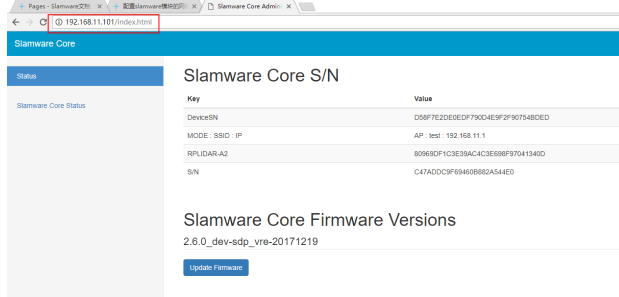 Pages - Slamware文档
配置slamware模块的网
Slamware Core Admin
192.168.11.101/index.html
Slamware Core
Status
Slamware Core Status
Slamware Core S/N
Key Value
DeviceSN D58F7E2DE0EDF790D4E9F2F90754BDED
MODE : SSID : IP AP : test : 192.168.11.1
RPLIDAR-A2 80969DF1C3E39AC4C3E698F97041340D
S/N C47ADDC9F69460B882A544E0
Slamware Core Firmware Versions
2.6.0_dev-sdp_vre-20171219
Update Firmware